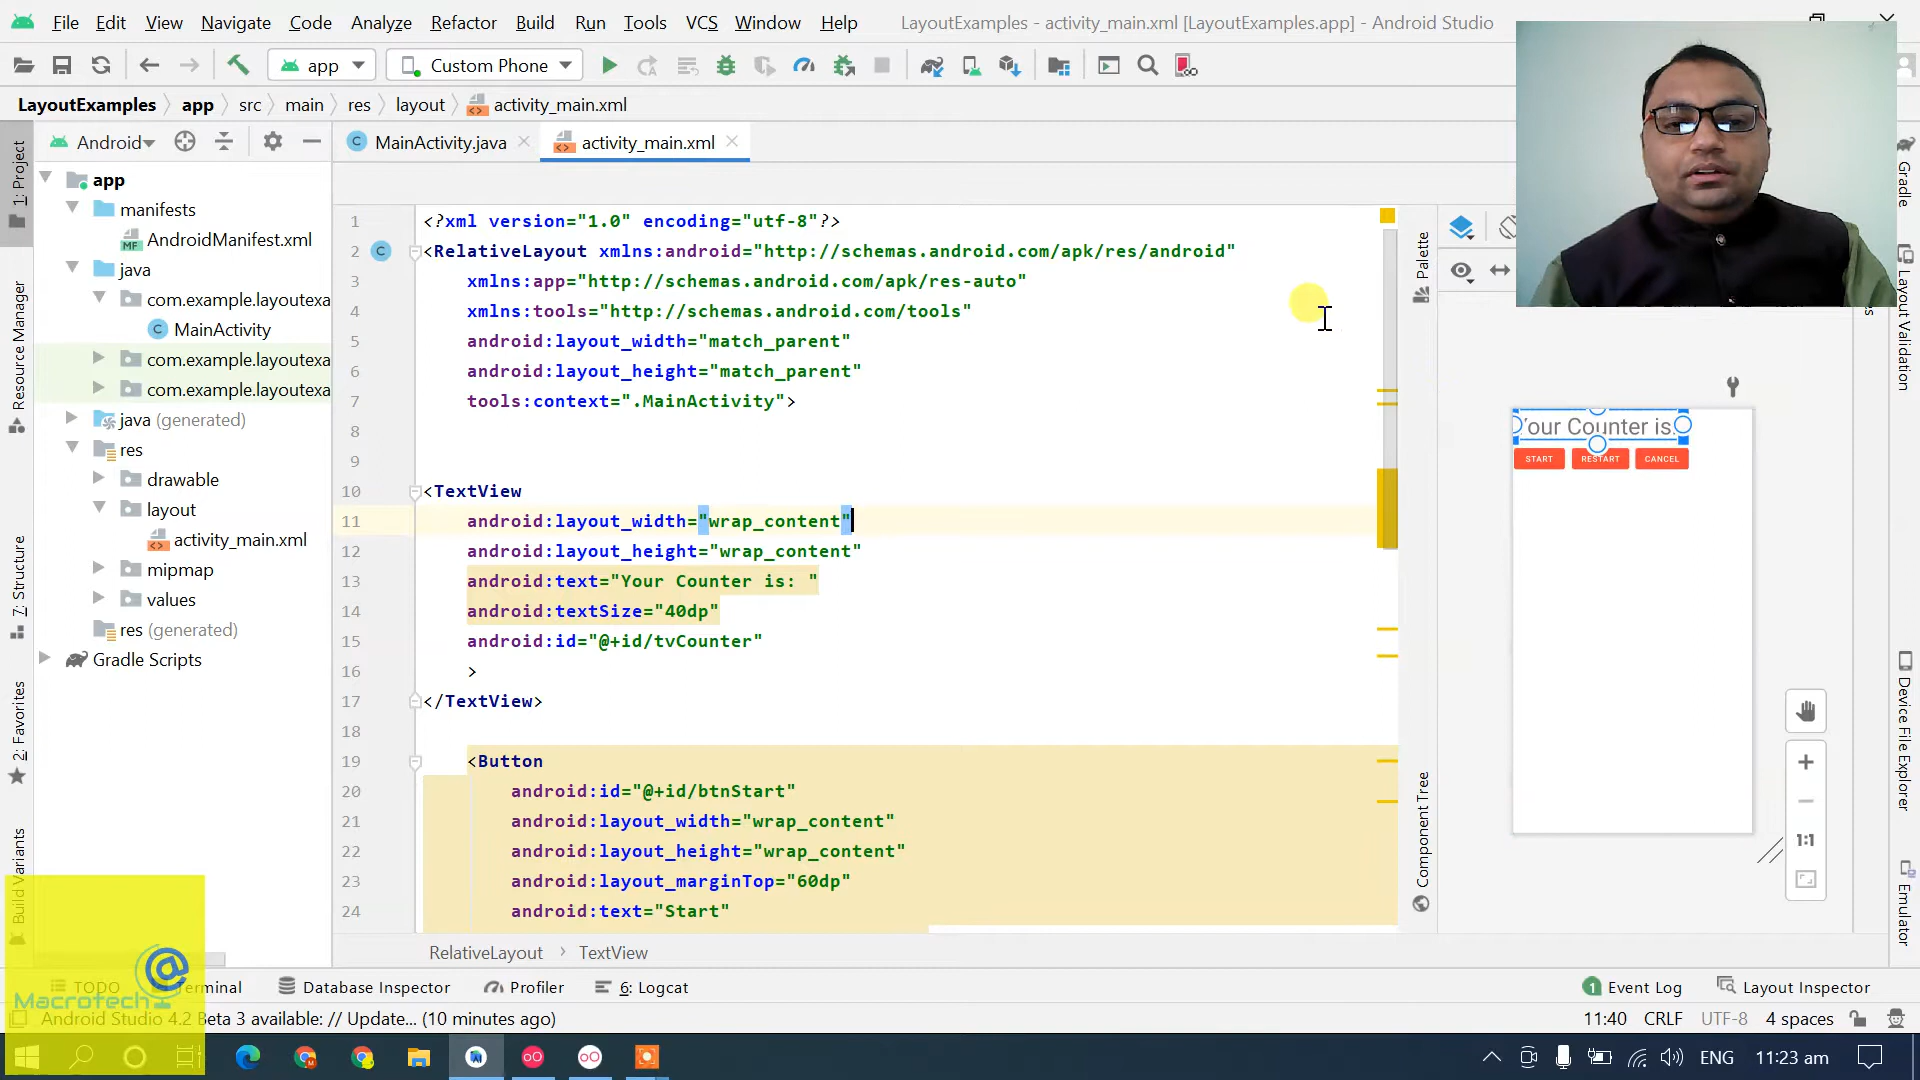 File Edit View Navigate Code Analyze Refactor Build Run Tools VCS Window Help LayoutExamples - activity_main.xml [LayoutExamples.app] - Android Studio
app Custom Phone
LayoutExamples app src main res layout activity_main.xml
Android MainActivity.java activity_main.xml
1: Project
Resource Manager
7: Structure
2: Favorites
Build Variants
app
manifests
AndroidManifest.xml
java
com.example.layoutexa
MainActivity
com.example.layoutexa
com.example.layoutexa
java (generated)
res
drawable
layout
activity_main.xml
mipmap
values
res (generated)
Gradle Scripts
1 <?xml version="1.0" encoding="utf-8"?>
2 <RelativeLayout xmlns:android="http://schemas.android.com/apk/res/android"
3 xmlns:app="http://schemas.android.com/apk/res-auto"
4 xmlns:tools="http://schemas.android.com/tools"
5 android:layout_width="match_parent"
6 android:layout_height="match_parent"
7 tools:context=".MainActivity">
8
9
10 <TextView
11 android:layout_width="wrap_content"
12 android:layout_height="wrap_content"
13 android:text="Your Counter is: "
14 android:textSize="40dp"
15 android:id="@+id/tvCounter"
16 >
17 </TextView>
18
19 <Button
20 android:id="@+id/btnStart"
21 android:layout_width="wrap_content"
22 android:layout_height="wrap_content"
23 android:layout_marginTop="60dp"
24 android:text="Start"
RelativeLayout TextView
Palette
Component Tree
Your Counter is:
START RESTART CANCEL
1:1
Gradle
Layout Validation
Device File Explorer
Emulator
TODO Terminal Database Inspector Profiler 6: Logcat 1 Event Log Layout Inspector
Macrotech
Android Studio 4.2 Beta 3 available: // Update... (10 minutes ago) 11:40 CRLF UTF-8 4 spaces
ENG 11:23 am